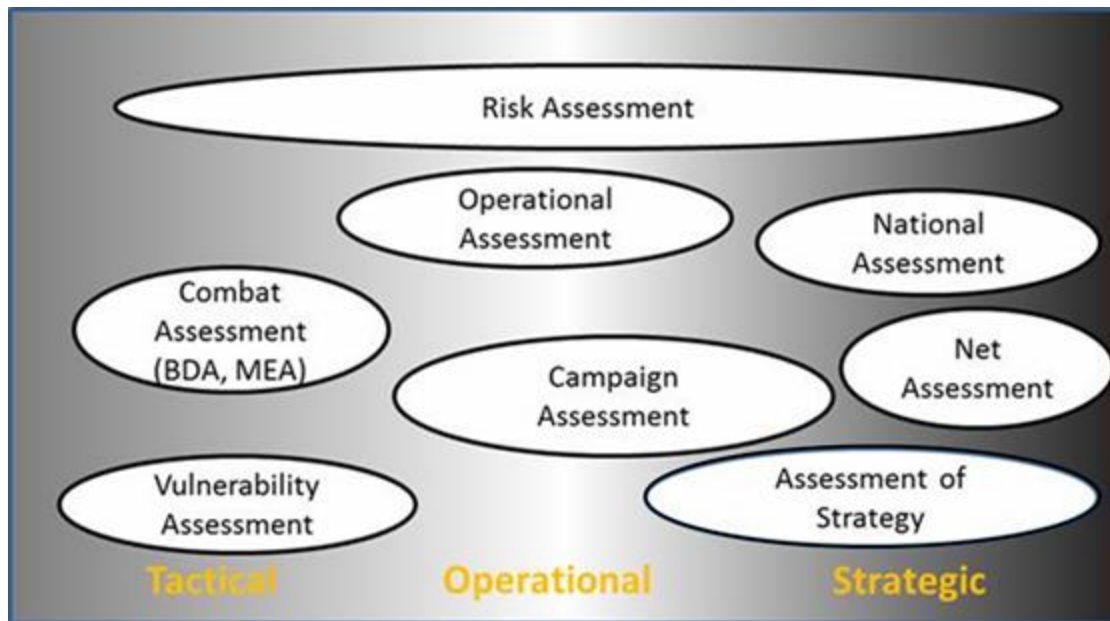 Risk Assessment
Operational
Assessment
National
Assessment
Combat
Assessment
(BDA, MEA)
Net
Assessment
Campaign
Assessment
Vulnerability
Assessment
Assessment of
Strategy
Tactical
Operational
Strategic